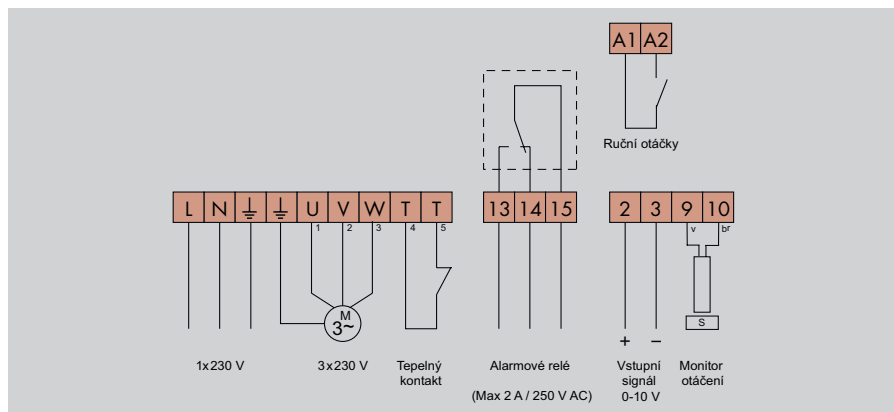 A1 A2
Ruční otáčky
L N U V W T T
13 14 15
2 3 9 10
1 2 3 4 5
v br
M
3~
S
+ −
1x230 V
3x230 V
Tepelný
kontakt
Alarmové relé
(Max 2 A / 250 V AC)
Vstupní
signál
0-10 V
Monitor
otáčení